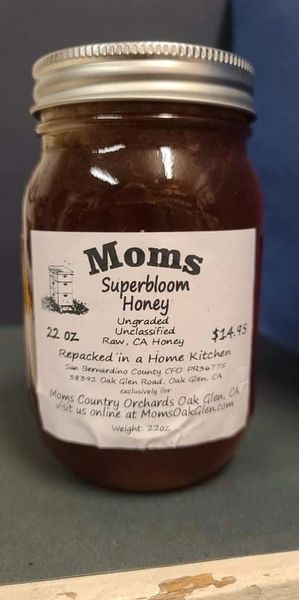 Moms
Superbloom
Honey
Ungraded
Unclassified
22 oz
Raw, CA Honey
$14.95
Repacked in a Home Kitchen
San Bernardino County CFO PR36775
38392 Oak Glen Road, Oak Glen, CA
exclusively for
Moms Country Orchards Oak Glen, CA
visit us online at MomsOakGlen.com
Weight: 22oz